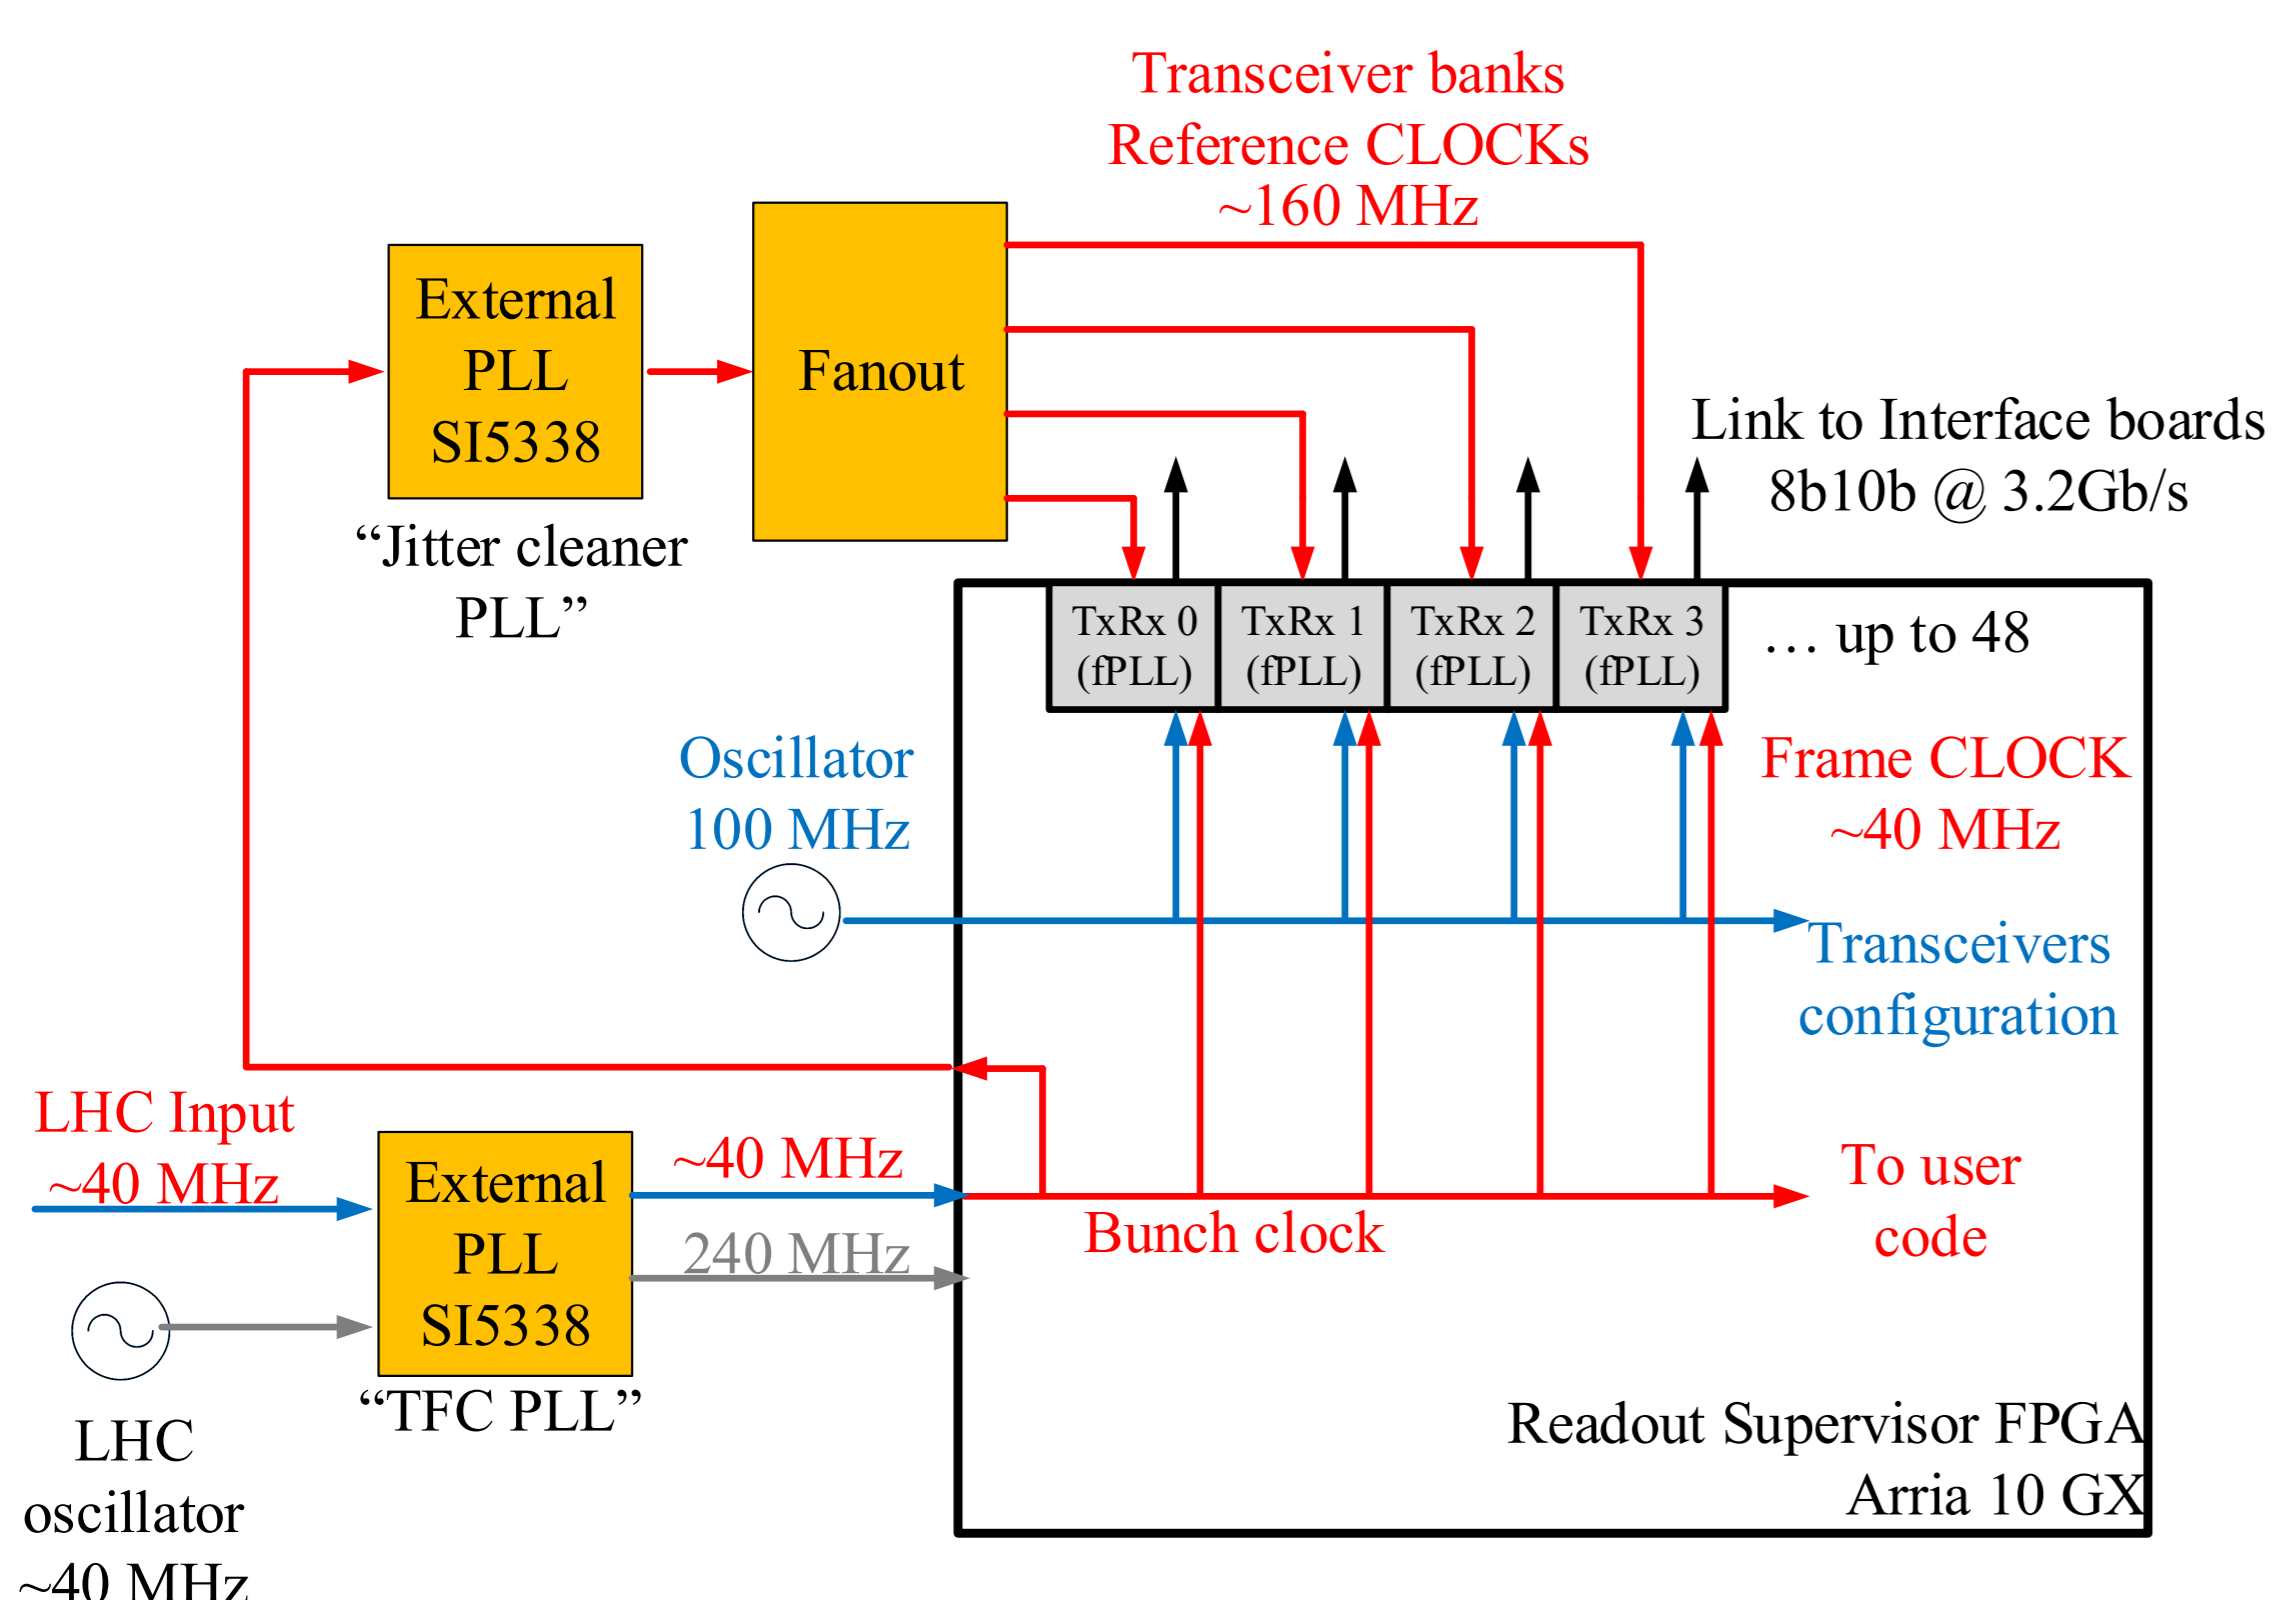 Transceiver banks
Reference CLOCKs
~160 MHz
External
PLL
SI5338
“Jitter cleaner
PLL”
Fanout
Link to Interface boards
8b10b @ 3.2Gb/s
TxRx 0
(fPLL)
TxRx 1
(fPLL)
TxRx 2
(fPLL)
TxRx 3
(fPLL)
… up to 48
Oscillator
100 MHz
Frame CLOCK
~40 MHz
Transceivers
configuration
LHC Input
~40 MHz
External
PLL
SI5338
“TFC PLL”
~40 MHz
240 MHz
Bunch clock
To user
code
LHC
oscillator
~40 MHz
Readout Supervisor FPGA
Arria 10 GX